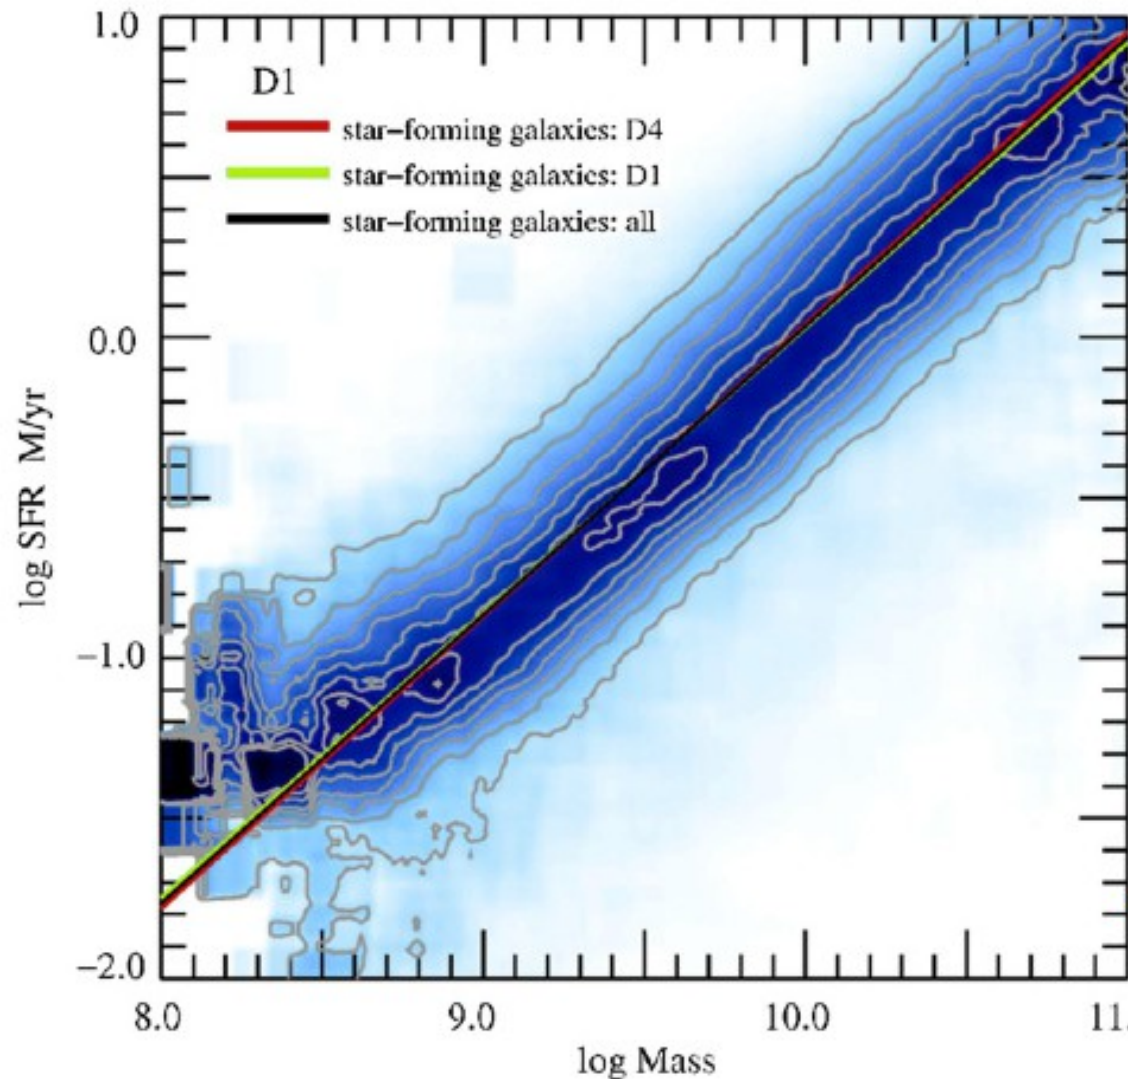 1.0
D1
star–forming galaxies: D4
star–forming galaxies: D1
star–forming galaxies: all
0.0
log SFR M/yr
–1.0
–2.0
8.0 9.0 10.0 11.
log Mass